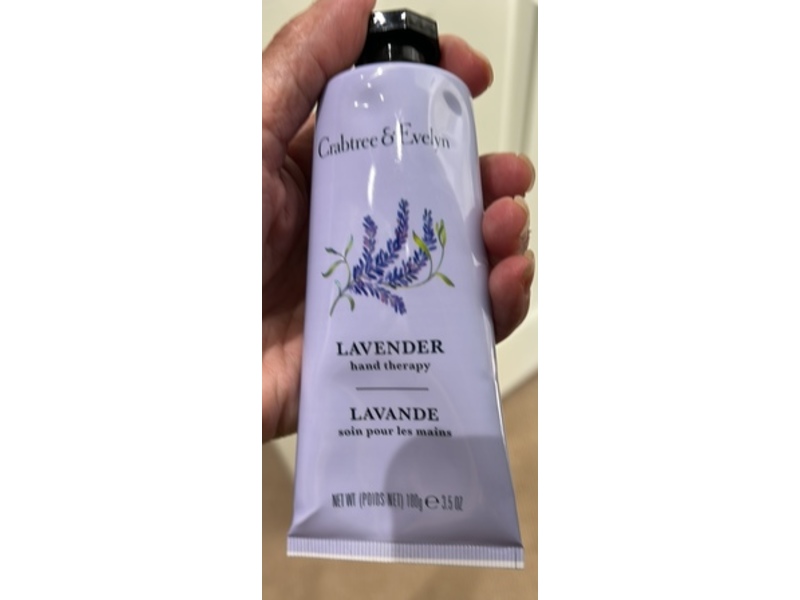 Crabtree & Evelyn
LAVENDER
hand therapy
LAVANDE
soin pour les mains
NET WT (POIDS NET) 100g ℮ 3.5 OZ